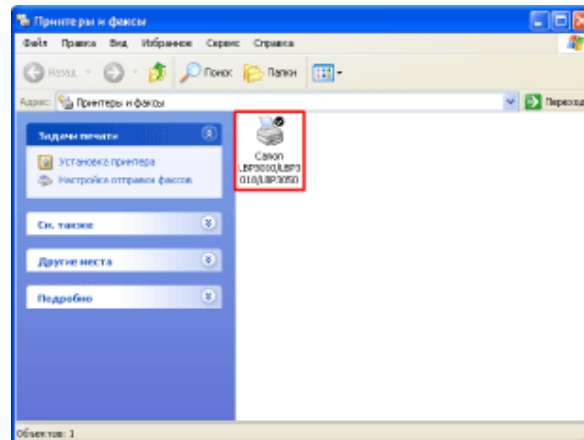 Принтеры и факсы
Файл Правка Вид Избранное Сервис Справка
Назад Поиск Папки
Адрес: Принтеры и факсы Переход
Задачи печати
Установка принтера
Настройка отправки факсов
См. также
Другие места
Подробно
Canon
LBP3010/LBP3
018/LBP3050
Объектов: 1